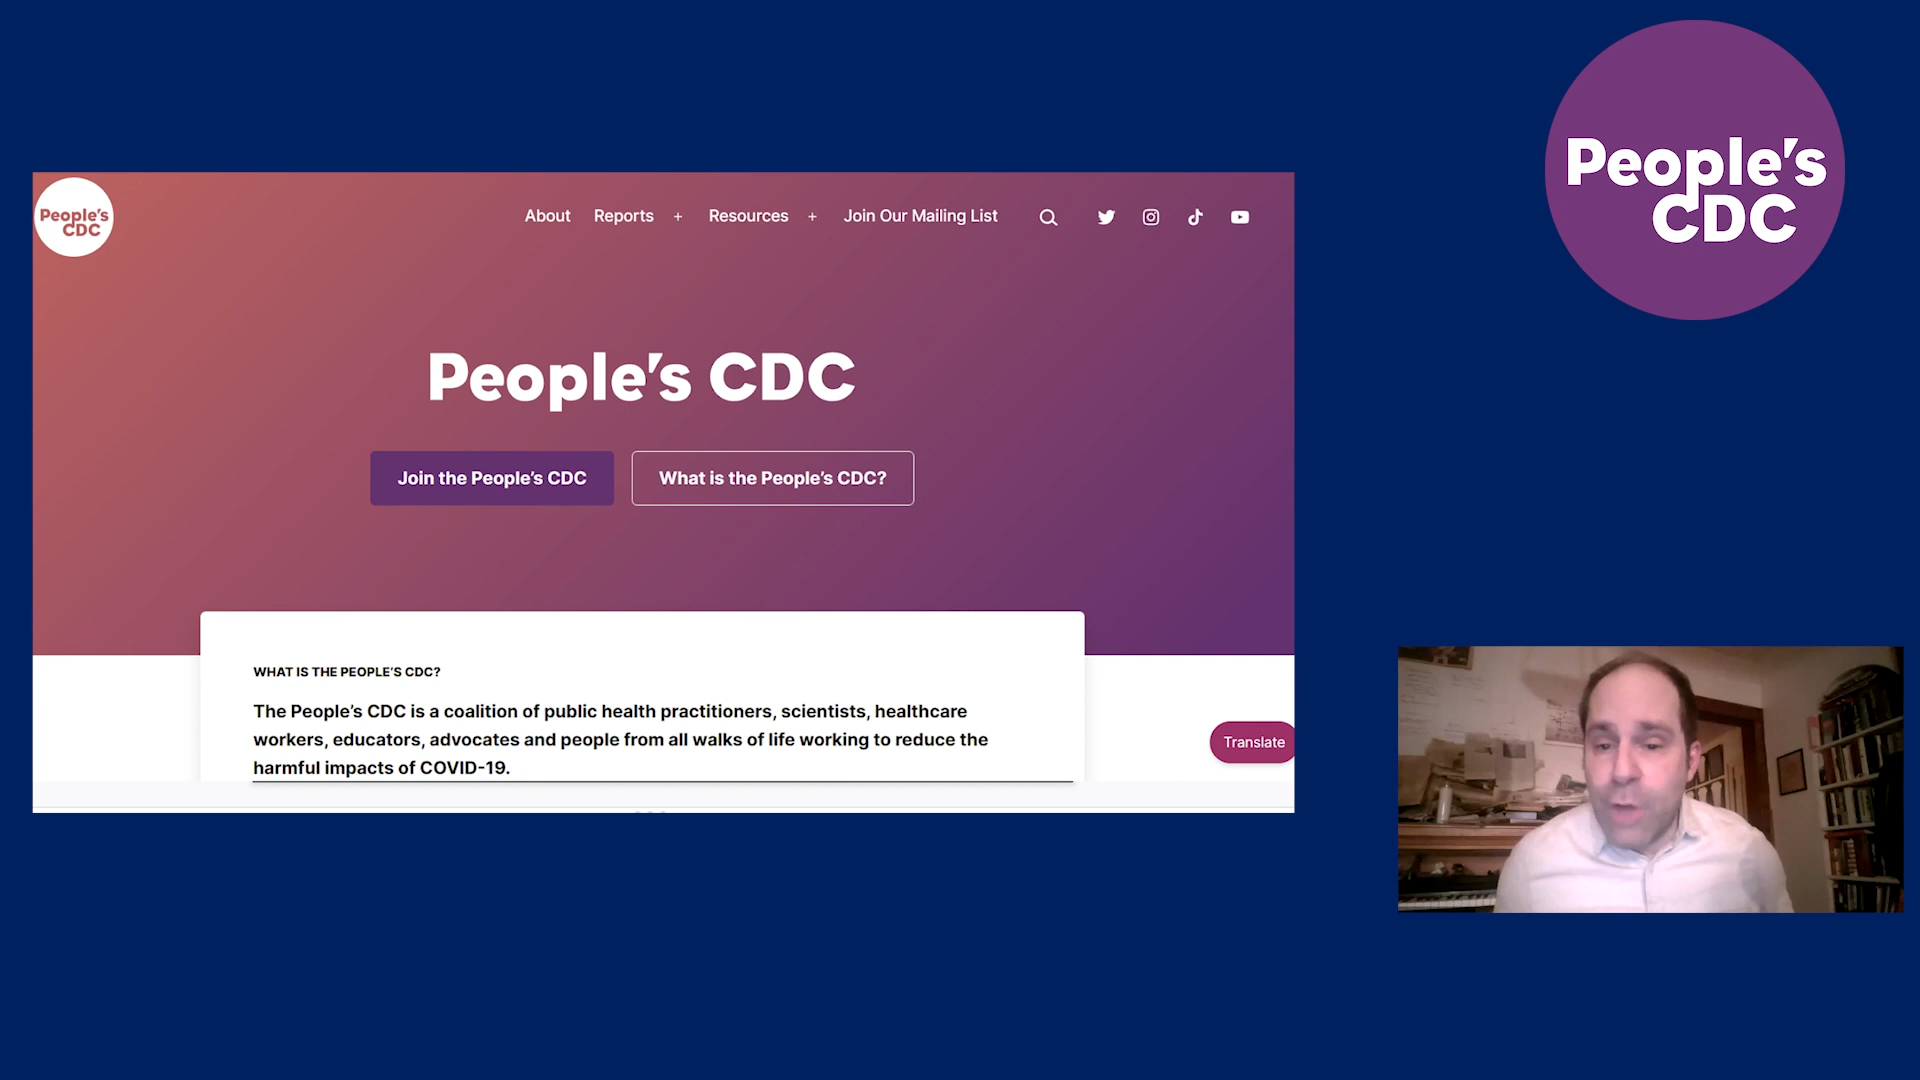 People's
CDC
People's
CDC
About Reports + Resources + Join Our Mailing List
People's CDC
Join the People's CDC What is the People's CDC?
WHAT IS THE PEOPLE'S CDC?
The People's CDC is a coalition of public health practitioners, scientists, healthcare
workers, educators, advocates and people from all walks of life working to reduce the
harmful impacts of COVID-19.
Translate